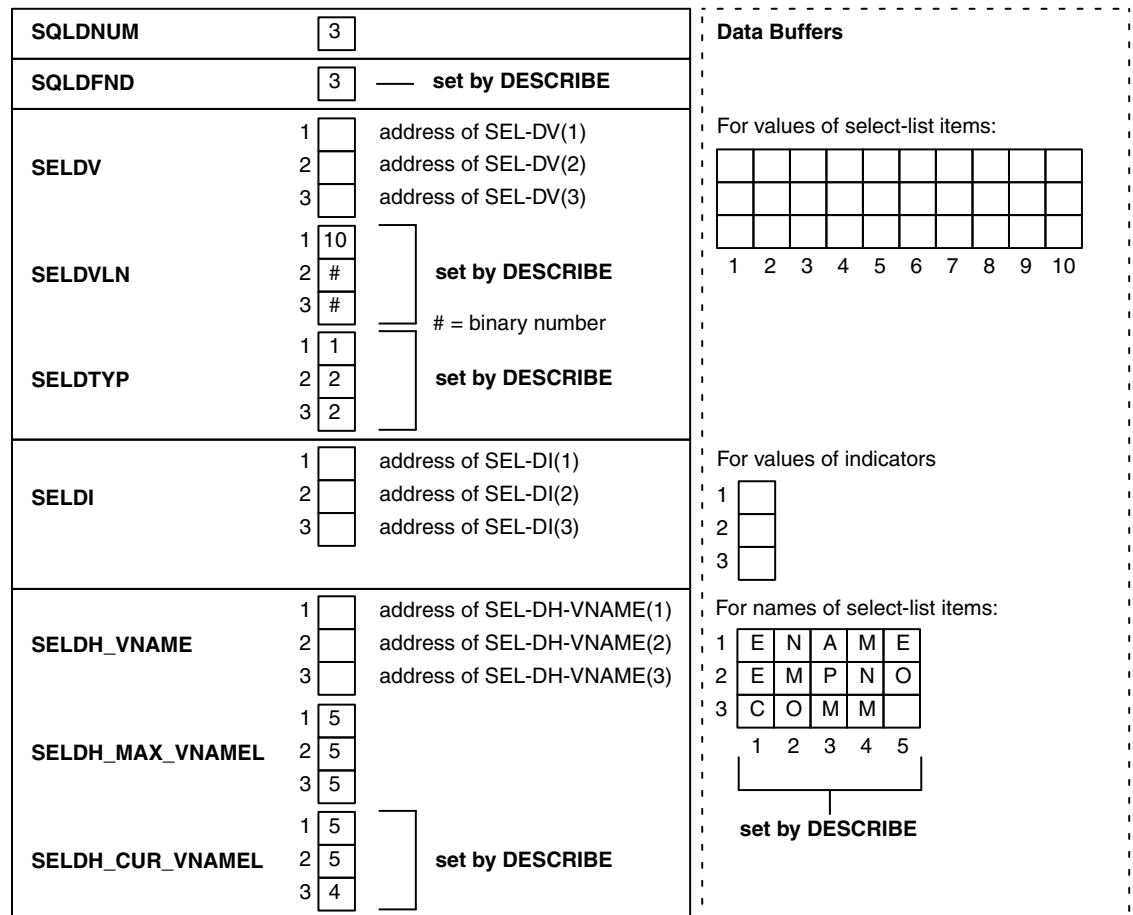 SQLDNUM 3
SQLDFND 3 set by DESCRIBE
SELDV
1 address of SEL-DV(1)
2 address of SEL-DV(2)
3 address of SEL-DV(3)
SELDVLN
1 10
2 # set by DESCRIBE
3 #
# = binary number
SELDTYP
1 1
2 2 set by DESCRIBE
3 2
SELDI
1 address of SEL-DI(1)
2 address of SEL-DI(2)
3 address of SEL-DI(3)
SELDH_VNAME
1 address of SEL-DH-VNAME(1)
2 address of SEL-DH-VNAME(2)
3 address of SEL-DH-VNAME(3)
SELDH_MAX_VNAMEL
1 5
2 5
3 5
SELDH_CUR_VNAMEL
1 5
2 5 set by DESCRIBE
3 4
Data Buffers
For values of select-list items:
1 2 3 4 5 6 7 8 9 10
For values of indicators
1
2
3
For names of select-list items:
1 E N A M E
2 E M P N O
3 C O M M
1 2 3 4 5
set by DESCRIBE